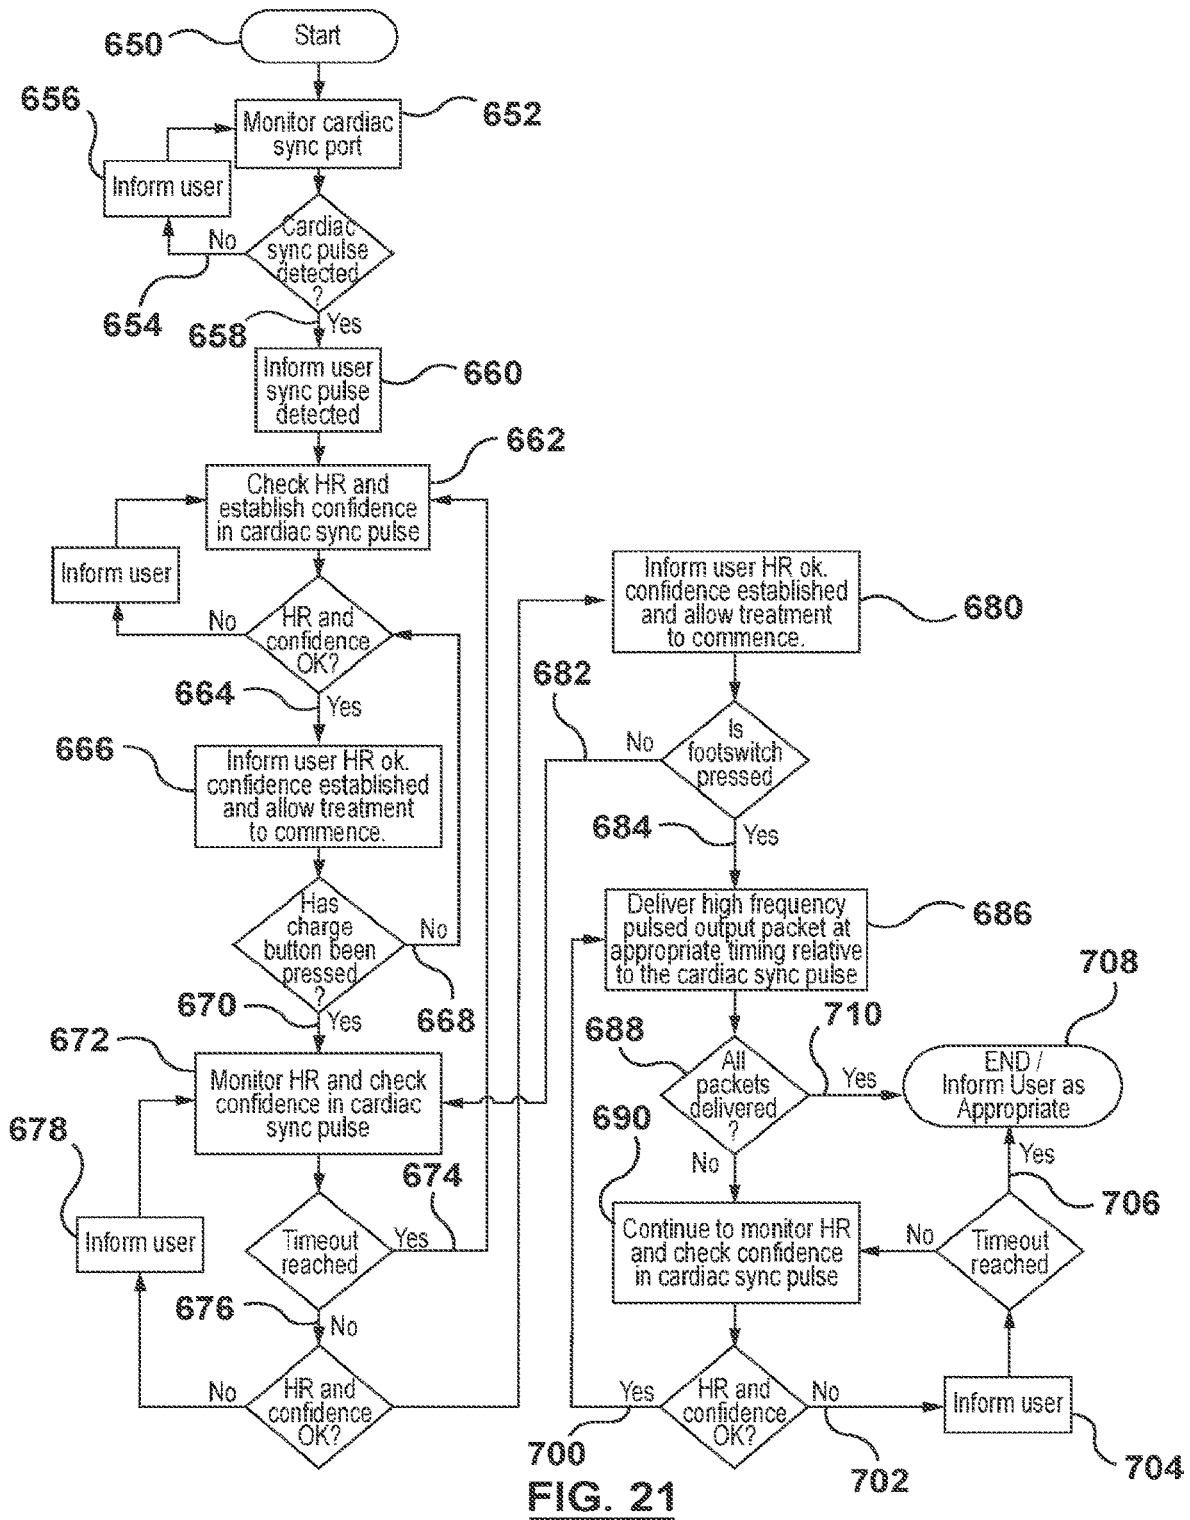 650
Start
656
652
Monitor cardiac
sync port
Inform user
No
Cardiac
sync pulse
detected
?
654
658
Yes
Inform user
sync pulse
detected
660
662
Check HR and
establish confidence
in cardiac sync pulse
Inform user
No
HR and
confidence
OK?
664
Yes
666
Inform user HR ok.
confidence established
and allow treatment
to commence.
Has
charge
button been
pressed
?
No
668
670
Yes
672
Monitor HR and check
confidence in cardiac
sync pulse
678
674
Inform user
Timeout
reached
Yes
676
No
No
HR and
confidence
OK?
Inform user HR ok.
confidence established
and allow treatment
to commence.
680
682
No
Is
footswitch
pressed
684
Yes
Deliver high frequency
pulsed output packet at
appropriate timing relative
to the cardiac sync pulse
686
688
710
708
All
packets
delivered
?
Yes
END /
Inform User as
Appropriate
690
No
Yes
706
Continue to monitor HR
and check confidence
in cardiac sync pulse
No
Timeout
reached
Yes
HR and
confidence
OK?
No
Inform user
700
702
704
FIG. 21